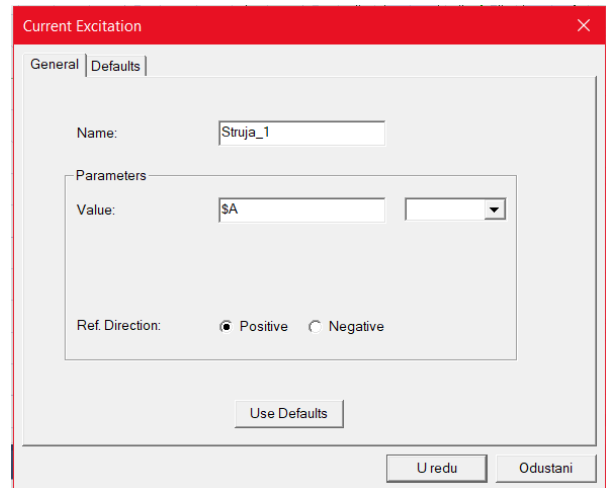 Current Excitation
General Defaults
Name: Struja_1
Parameters
Value: $A
Ref. Direction: Positive Negative
Use Defaults
U redu Odustani